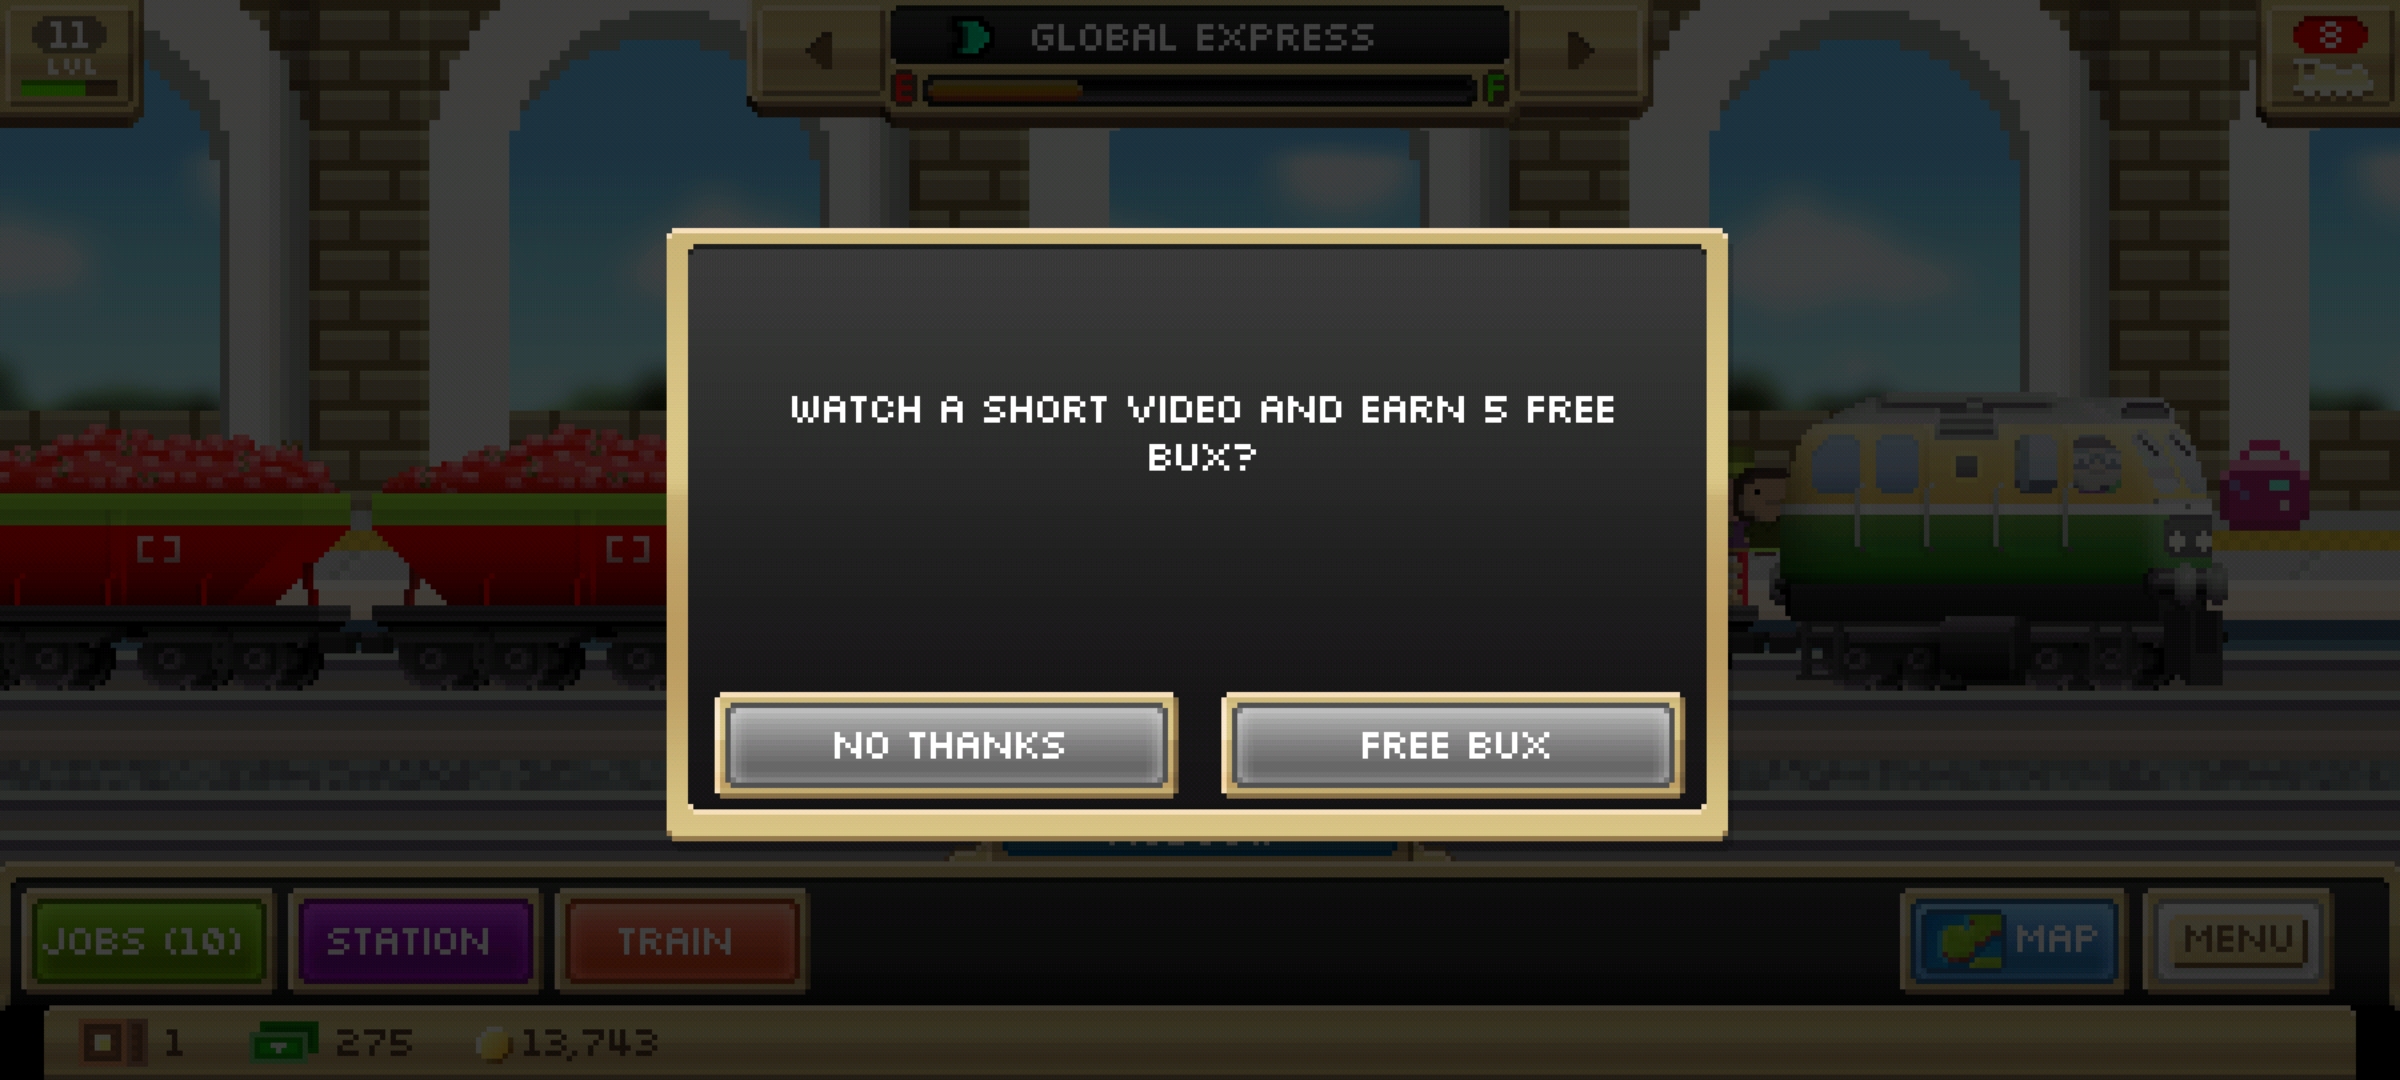 11
LVL
GLOBAL EXPRESS
E
F
8
WATCH A SHORT VIDEO AND EARN 5 FREE
BUX?
NO THANKS
FREE BUX
JOBS (10)
STATION
TRAIN
MAP
MENU
1
275
13,743